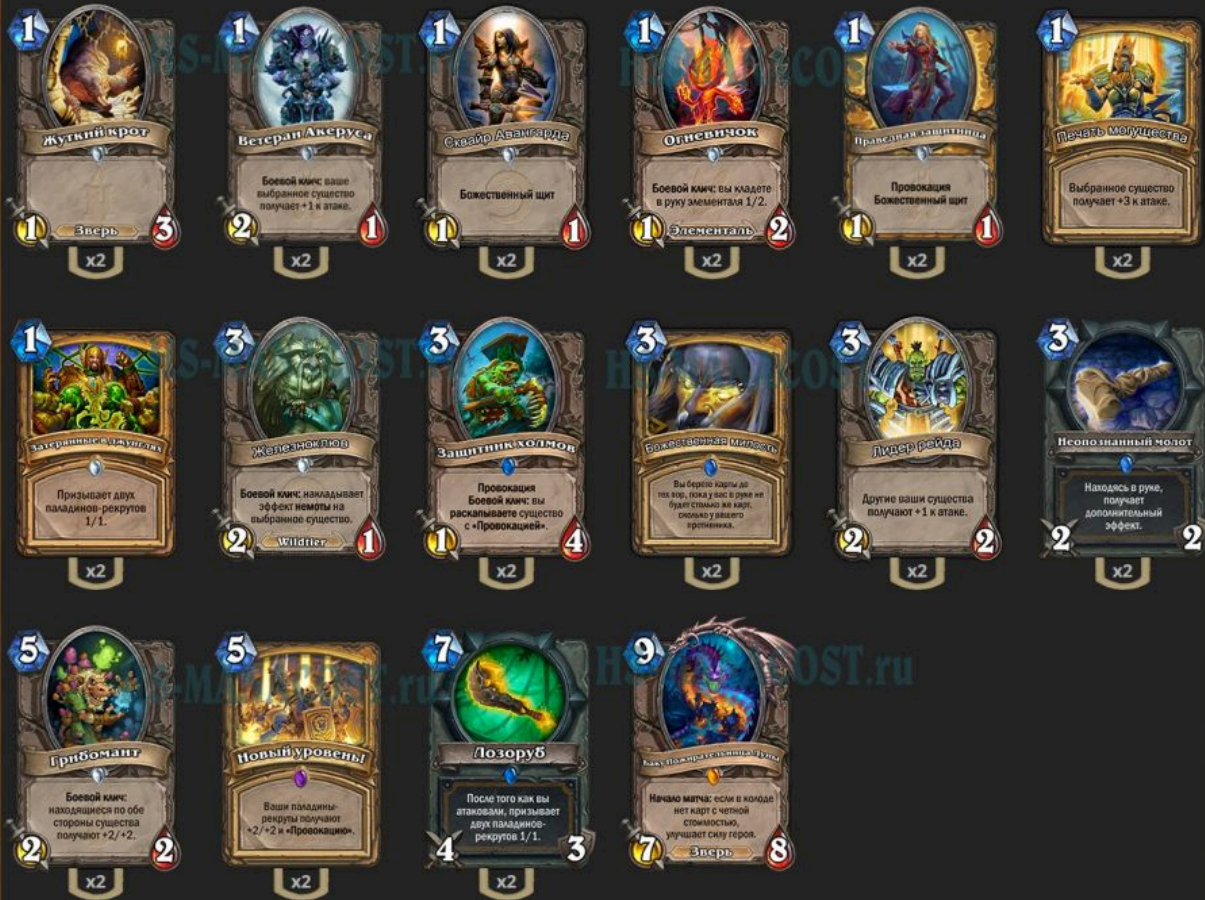 1
Жуткий крот
1
Зверь
3
x2
1
Ветеран Акеруса
Боевой клич: ваше
выбранное существо
получает +1 к атаке.
2
1
x2
1
Сквайр Авангарда
Божественный щит
1
1
x2
1
Огневичок
Боевой клич: вы кладете
в руку элементаля 1/2.
1
Элементаль
2
x2
1
Праведная защитница
Провокация
Божественный щит
1
1
x2
1
Печать могущества
Выбранное существо
получает +3 к атаке.
x2
1
Затерянные в джунглях
Призывает двух
паладинов-рекрутов
1/1.
x2
3
Железноклюв
Боевой клич: накладывает
эффект немоты на
выбранное существо.
2
Wildtier
1
3
Защитник холмов
Провокация
Боевой клич: вы
раскапываете существо
с «Провокацией».
1
4
x2
3
Божественная милость
Вы берете карты до
тех пор, пока у вас в руке не
будет столько же карт,
сколько у вашего
противника.
x2
3
Лидер рейда
Другие ваши существа
получают +1 к атаке.
2
2
x2
3
Неопознанный молот
Находясь в руке,
получает
дополнительный
эффект.
2
2
x2
5
Грибомант
Боевой клич:
находящиеся по обе
стороны существа
получают +2/+2.
2
2
x2
5
Новый уровень!
Ваши паладины-
рекруты получают
+2/+2 и «Провокацию».
x2
7
Лозоруб
После того как вы
атаковали, призывает
двух паладинов-
рекрутов 1/1.
4
3
x2
9
Баку Пожирательница Луны
Начало матча: если в колоде
нет карт с четной
стоимостью,
улучшает силу героя.
7
Зверь
8